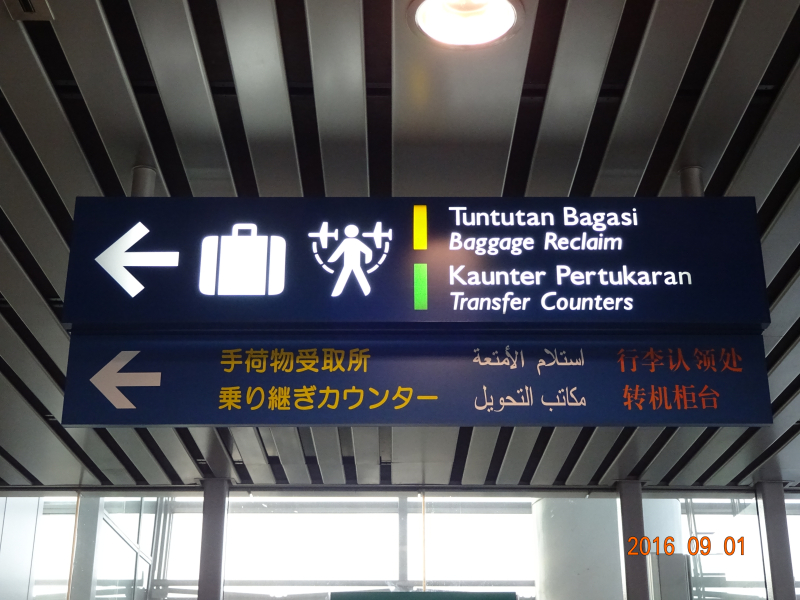 Tuntutan Bagasi
Baggage Reclaim
Kaunter Pertukaran
Transfer Counters
手荷物受取所 استلام الأمتعة 行李认领处
乗り継ぎカウンター مكاتب التحويل 转机柜台
2016 09 01